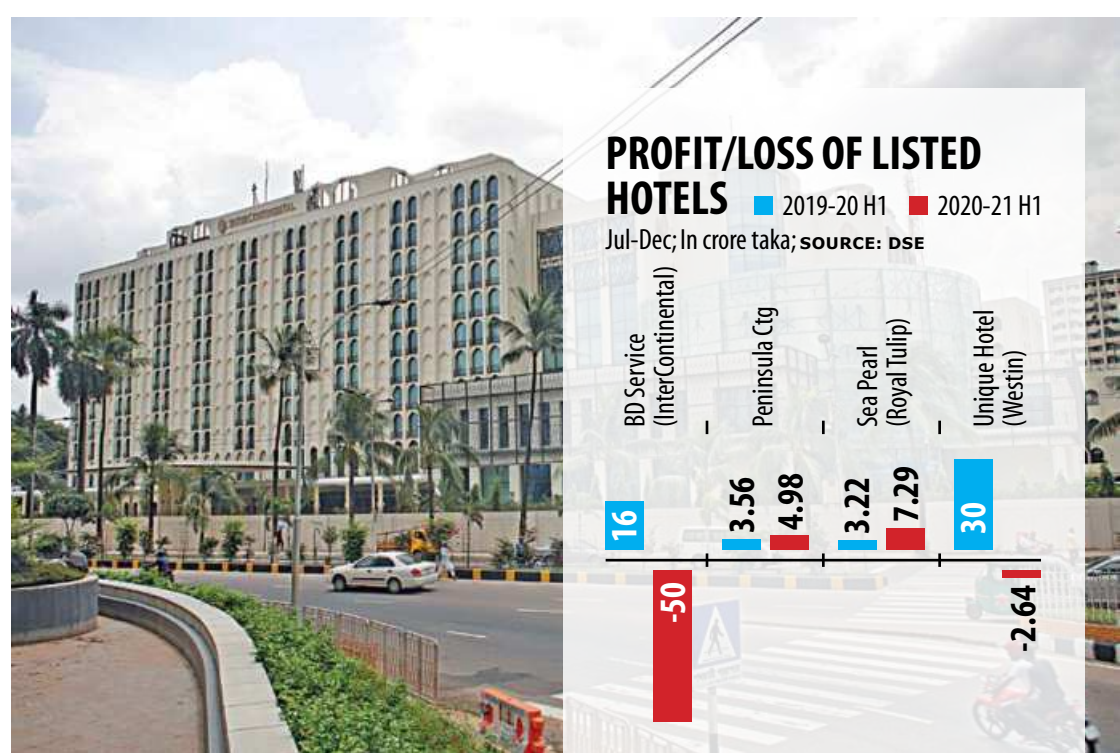 PROFIT/LOSS OF LISTED
HOTELS 2019-20 H1 2020-21 H1
Jul-Dec; In crore taka; SOURCE: DSE
BD Service
(InterContinental)
Peninsula Ctg
Sea Pearl
(Royal Tulip)
Unique Hotel
(Westin)
16
-50
3.56
4.98
3.22
7.29
30
-2.64
INTERCONTINENTAL